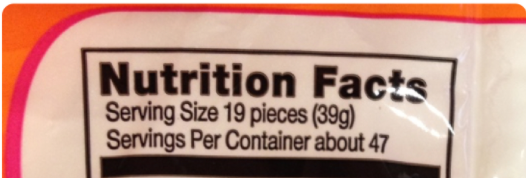 Nutrition Facts
Serving Size 19 pieces (39g)
Servings Per Container about 47